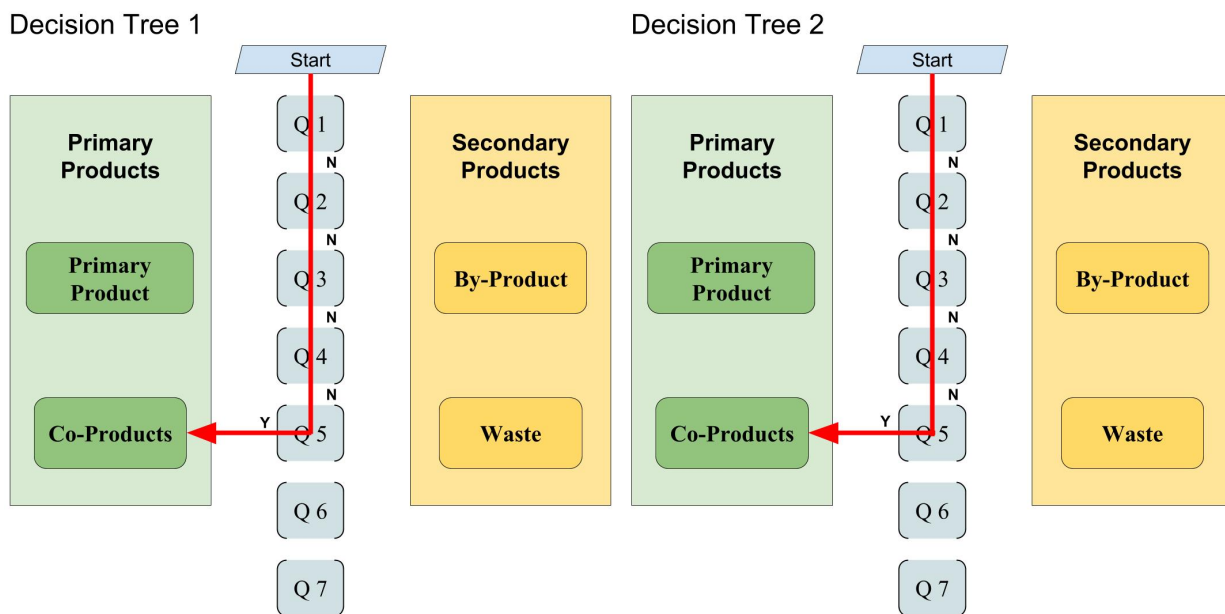 Decision Tree 1
Start
Primary
Products
Primary
Product
Co-Products
Q 1
N
Q 2
N
Q 3
N
Q 4
N
Y
Q 5
Q 6
Q 7
Secondary
Products
By-Product
Waste
Decision Tree 2
Start
Primary
Products
Primary
Product
Co-Products
Q 1
N
Q 2
N
Q 3
N
Q 4
N
Y
Q 5
Q 6
Q 7
Secondary
Products
By-Product
Waste